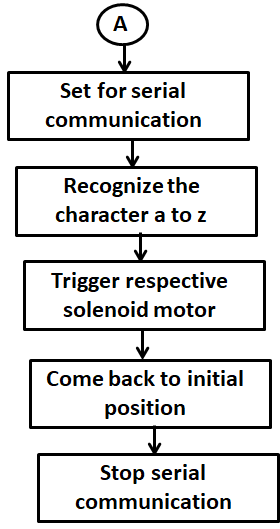 A
Set for serial
communication
Recognize the
character a to z
Trigger respective
solenoid motor
Come back to initial
position
Stop serial
communication